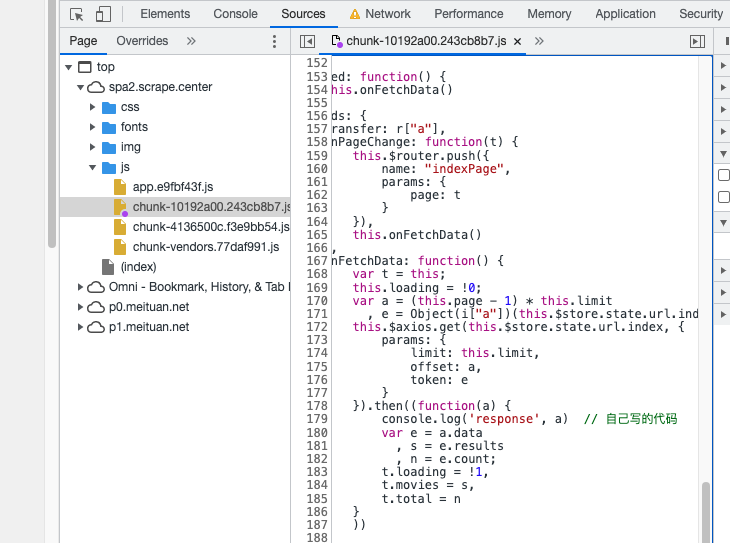 Elements Console Sources Network Performance Memory Application Security
Page Overrides »
chunk-10192a00.243cb8b7.js × »
top
spa2.scrape.center
css
fonts
img
js
app.e9fbf43f.js
chunk-10192a00.243cb8b7.js
chunk-4136500c.f3e9bb54.js
chunk-vendors.77daf991.js
(index)
Omni - Bookmark, History, & Tab
p0.meituan.net
p1.meituan.net
152
153 ed: function() {
154 his.onFetchData()
155
156 ds: {
157 ransfer: r["a"],
158 nPageChange: function(t) {
159 this.$router.push({
160 name: "indexPage",
161 params: {
162 page: t
163 }
164 }),
165 this.onFetchData()
166 ,
167 nFetchData: function() {
168 var t = this;
169 this.loading = !0;
170 var a = (this.page - 1) * this.limit
171 , e = Object(i["a"])(this.$store.state.url.ind
172 this.$axios.get(this.$store.state.url.index, {
173 params: {
174 limit: this.limit,
175 offset: a,
176 token: e
177 }
178 }).then((function(a) {
179 console.log('response', a) // 自己写的代码
180 var e = a.data
181 , s = e.results
182 , n = e.count;
183 t.loading = !1,
184 t.movies = s,
185 t.total = n
186 }
187 ))
188